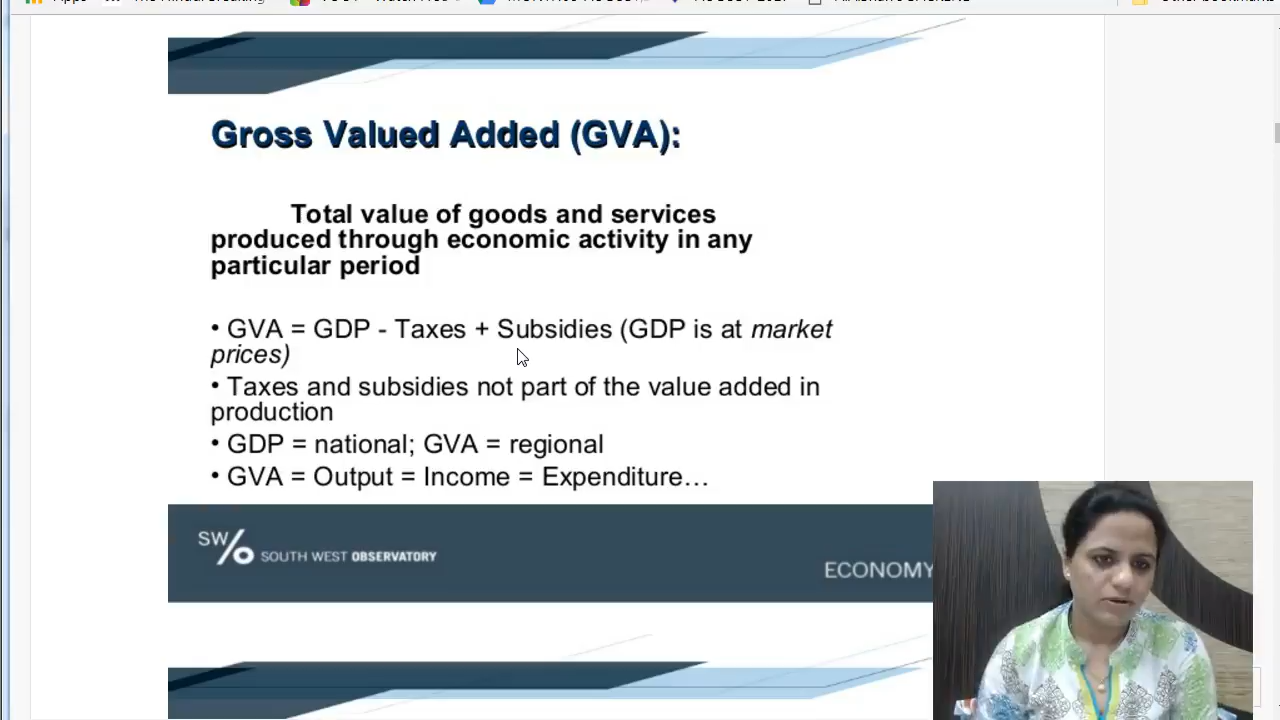 Gross Valued Added (GVA):
Total value of goods and services
produced through economic activity in any
particular period
• GVA = GDP - Taxes + Subsidies (GDP is at market
prices)
• Taxes and subsidies not part of the value added in
production
• GDP = national; GVA = regional
• GVA = Output = Income = Expenditure…
SW/o SOUTH WEST OBSERVATORY
ECONOMY